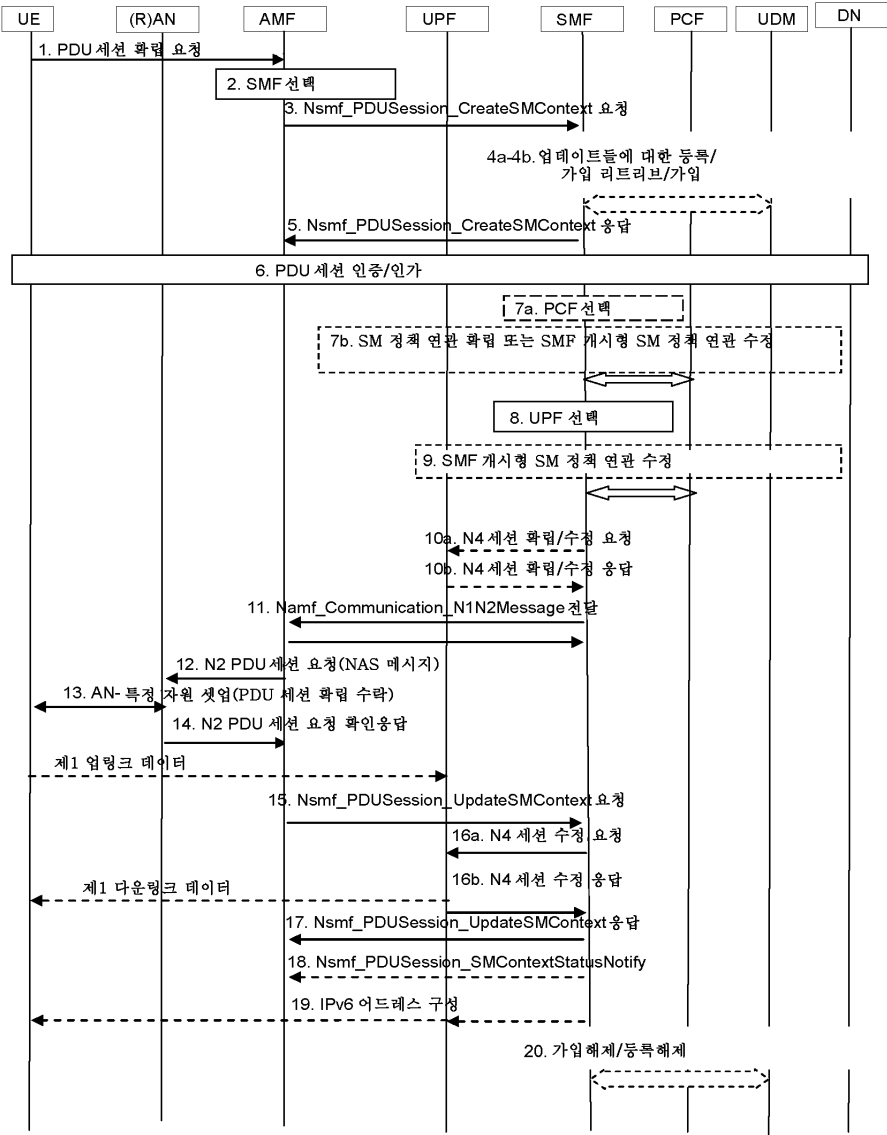 UE (R)AN AMF UPF SMF PCF UDM DN
1. PDU 세션 확립 요청
2. SMF 선택
3. Nsmf_PDUSession_CreateSMContext 요청
4a-4b. 업데이트들에 대한 등록/
가입 리트리브/가입
5. Nsmf_PDUSession_CreateSMContext 응답
6. PDU 세션 인증/인가
7a. PCF 선택
7b. SM 정책 연관 확립 또는 SMF 개시형 SM 정책 연관 수정
8. UPF 선택
9. SMF 개시형 SM 정책 연관 수정
10a. N4 세션 확립/수정 요청
10b. N4 세션 확립/수정 응답
11. Namf_Communication_N1N2Message 전달
12. N2 PDU 세션 요청(NAS 메시지)
13. AN- 특정 자원 셋업(PDU 세션 확립 수락)
14. N2 PDU 세션 요청 확인응답
제1 업링크 데이터
15. Nsmf_PDUSession_UpdateSMContext 요청
16a. N4 세션 수정 요청
16b. N4 세션 수정 응답
제1 다운링크 데이터
17. Nsmf_PDUSession_UpdateSMContext 응답
18. Nsmf_PDUSession_SMContextStatusNotify
19. IPv6 어드레스 구성
20. 가입해제/등록해제